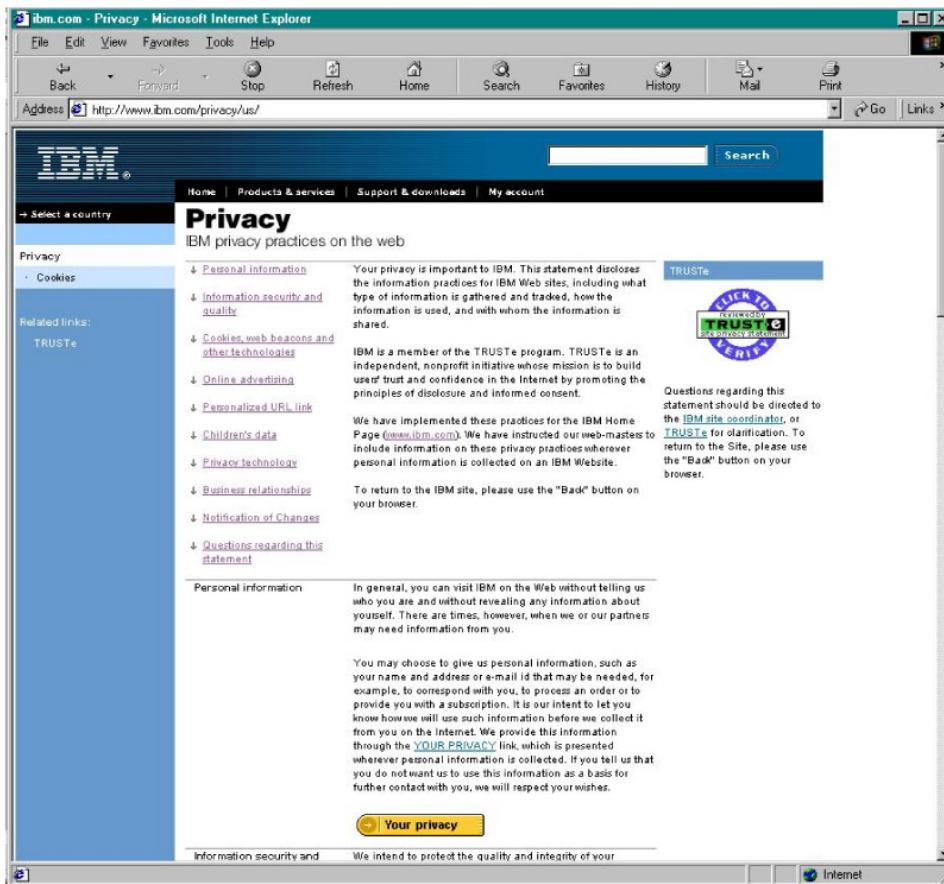 ibm.com - Privacy - Microsoft Internet Explorer
File Edit View Favorites Tools Help
Back Forward Stop Refresh Home Search Favorites History Mail Print
Address http://www.ibm.com/privacy/us/ Go Links
IBM
Search
Home | Products & services | Support & downloads | My account
Select a country
Privacy
Cookies
Related links:
TRUSTe
Privacy
IBM privacy practices on the web
Personal information
Information security and
quality
Cookies, web beacons and
other technologies
Online advertising
Personalized URL link
Children's data
Privacy technology
Business relationships
Notification of Changes
Questions regarding this
statement
Your privacy is important to IBM. This statement discloses
the information practices for IBM Web sites, including what
type of information is gathered and tracked, how the
information is used, and with whom the information is
shared.
IBM is a member of the TRUSTe program. TRUSTe is an
independent, nonprofit initiative whose mission is to build
users' trust and confidence in the Internet by promoting the
principles of disclosure and informed consent.
We have implemented these practices for the IBM Home
Page (www.ibm.com). We have instructed our web-masters to
include information on these privacy practices wherever
personal information is collected on an IBM Website.
To return to the IBM site, please use the "Back" button on
your browser.
TRUSTe
CLICK TO
reviewed by
TRUSTe
site privacy statement
VERIFY
Questions regarding this
statement should be directed to
the IBM site coordinator, or
TRUSTe for clarification. To
return to the Site, please use
the "Back" button on your
browser.
Personal information
In general, you can visit IBM on the Web without telling us
who you are and without revealing any information about
yourself. There are times, however, when we or our partners
may need information from you.
You may choose to give us personal information, such as
your name and address or e-mail id that may be needed, for
example, to correspond with you, to process an order or to
provide you with a subscription. It is our intent to let you
know how we will use such information before we collect it
from you on the Internet. We provide this information
through the YOUR PRIVACY link, which is presented
wherever personal information is collected. If you tell us that
you do not want us to use this information as a basis for
further contact with you, we will respect your wishes.
Your privacy
Information security and
We intend to protect the quality and integrity of your
Internet